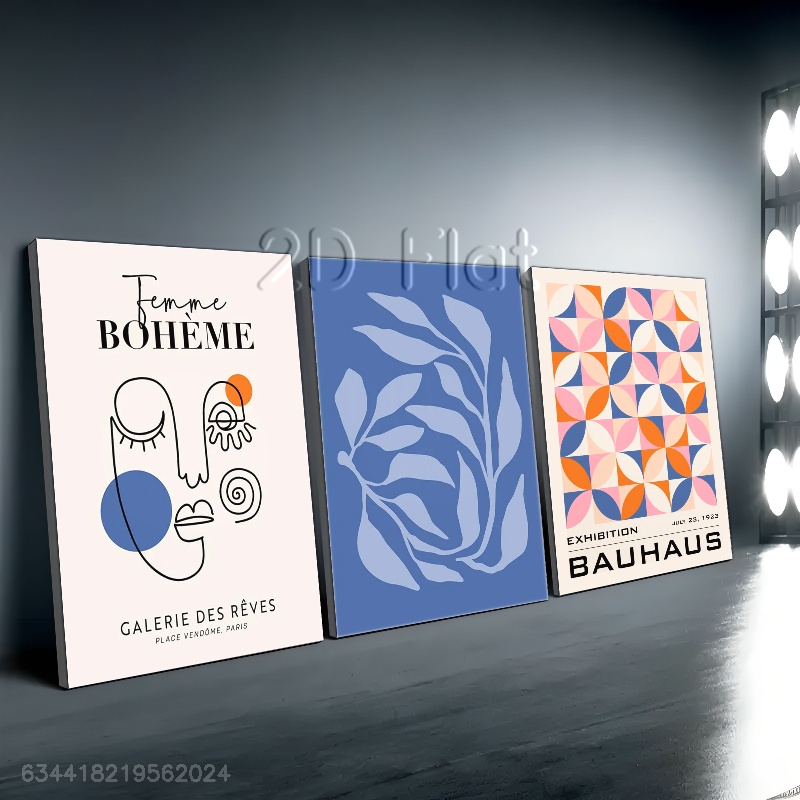 2D Flat
Femme
BOHÈME
GALERIE DES RÊVES
PLACE VENDÔME, PARIS
EXHIBITION
JULY 23, 1923
BAUHAUS
634418219562024